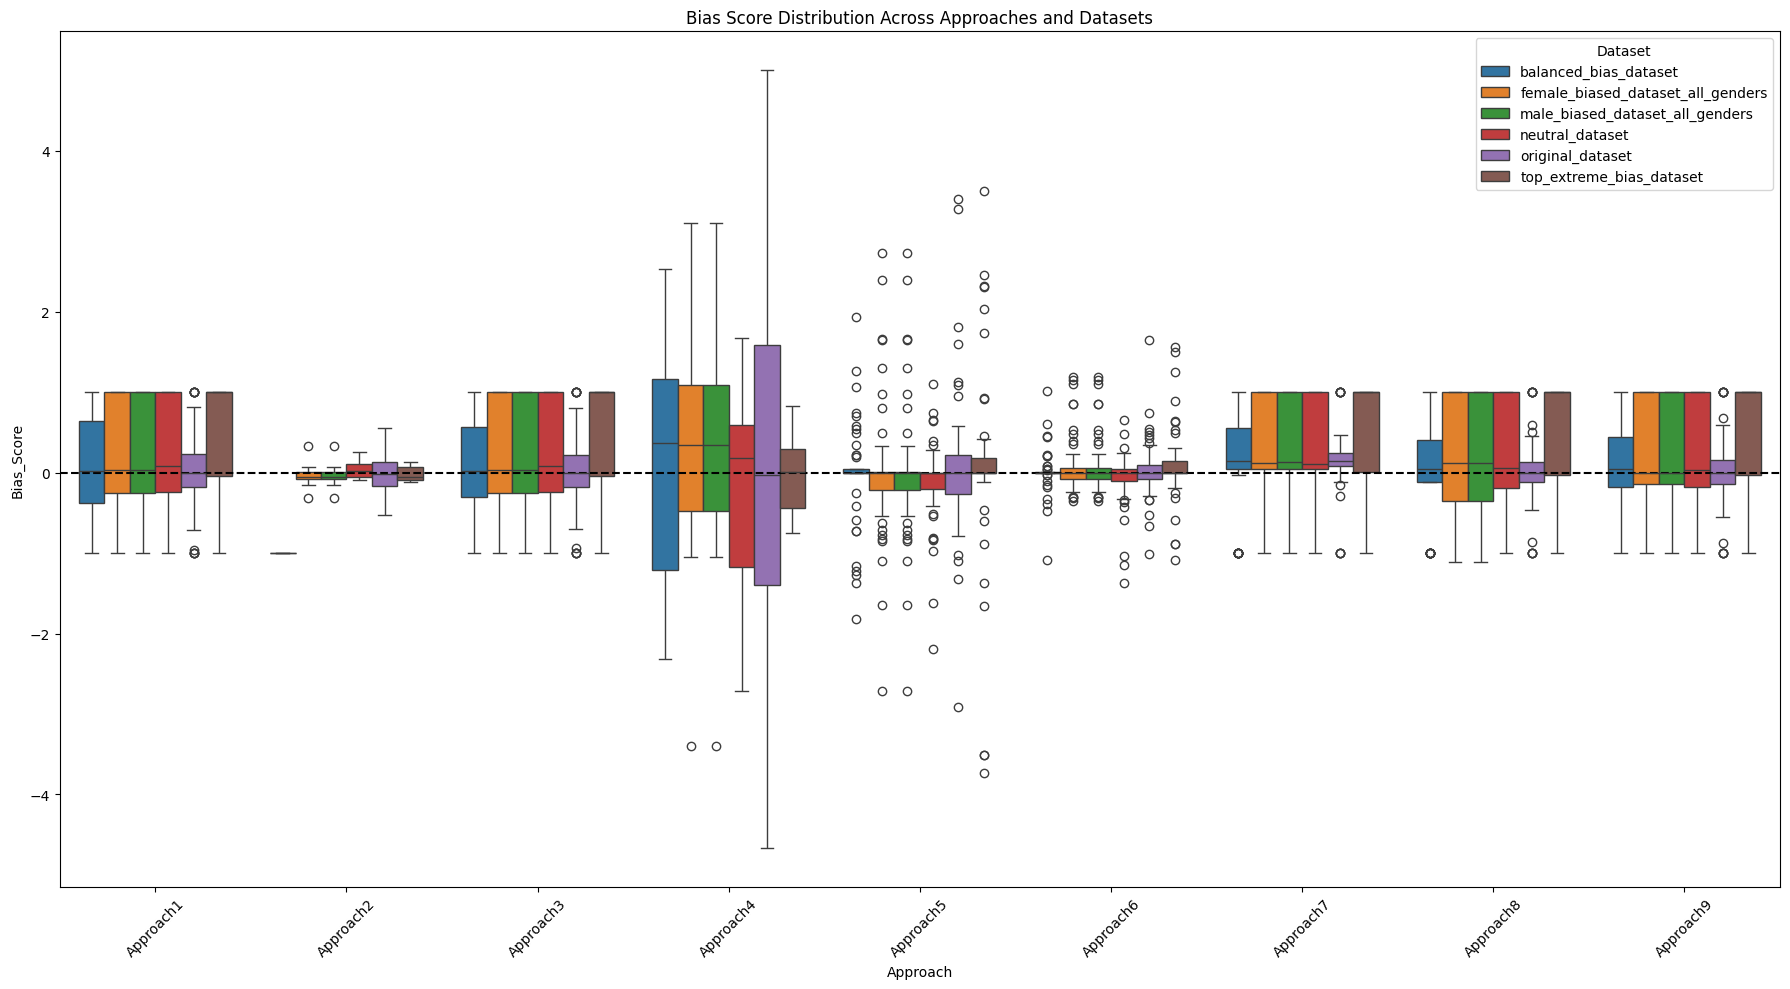 Bias Score Distribution Across Approaches and Datasets
Dataset
balanced_bias_dataset
female_biased_dataset_all_genders
male_biased_dataset_all_genders
neutral_dataset
original_dataset
top_extreme_bias_dataset
Bias_Score
4
2
0
−2
−4
Approach1
Approach2
Approach3
Approach4
Approach5
Approach6
Approach7
Approach8
Approach9
Approach